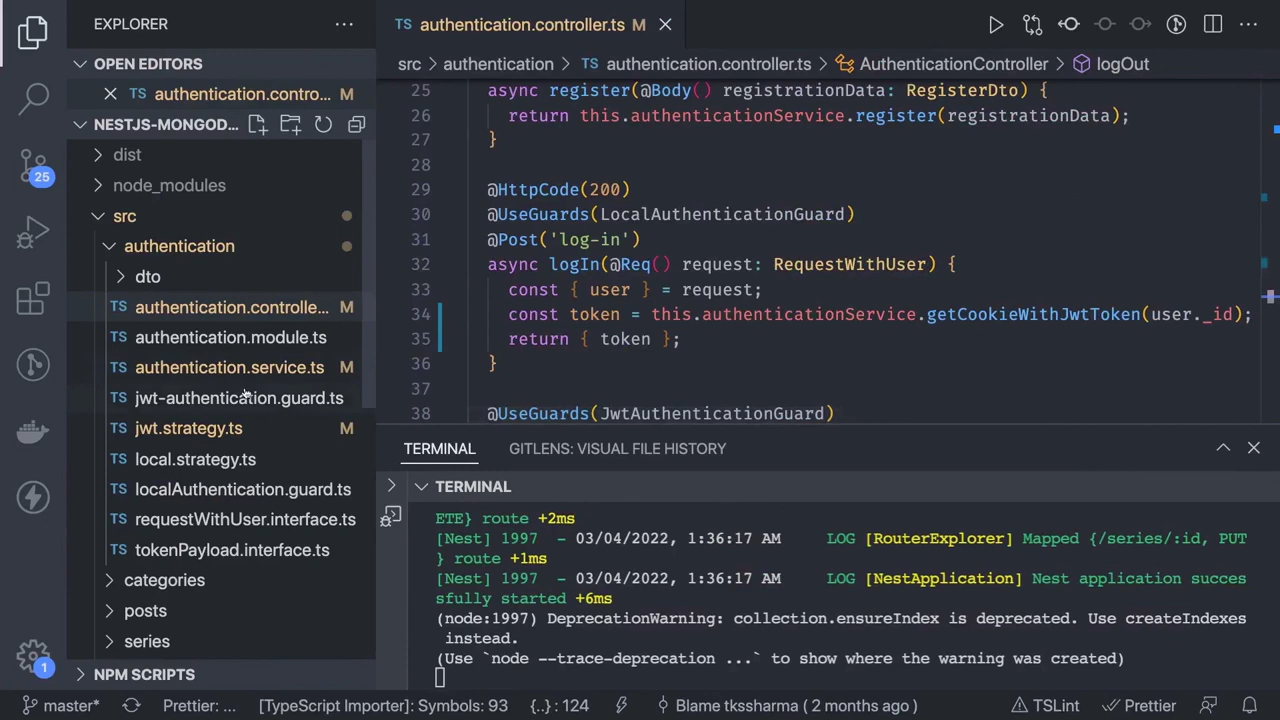 EXPLORER
OPEN EDITORS
TS authentication.contro... M
NESTJS-MONGOD...
dist
node_modules
src
authentication
dto
TS authentication.controlle... M
TS authentication.module.ts
TS authentication.service.ts M
TS jwt-authentication.guard.ts
TS jwt.strategy.ts M
TS local.strategy.ts
TS localAuthentication.guard.ts
TS requestWithUser.interface.ts
TS tokenPayload.interface.ts
categories
posts
series
NPM SCRIPTS
25
1
TS authentication.controller.ts M
src > authentication > TS authentication.controller.ts > AuthenticationController > logOut
25 async register(@Body() registrationData: RegisterDto) {
26 return this.authenticationService.register(registrationData);
27 }
28
29 @HttpCode(200)
30 @UseGuards(LocalAuthenticationGuard)
31 @Post('log-in')
32 async logIn(@Req() request: RequestWithUser) {
33 const { user } = request;
34 const token = this.authenticationService.getCookieWithJwtToken(user._id);
35 return { token };
36 }
37
38 @UseGuards(JwtAuthenticationGuard)
TERMINAL GITLENS: VISUAL FILE HISTORY
TERMINAL
ETE} route +2ms
[Nest] 1997 - 03/04/2022, 1:36:17 AM LOG [RouterExplorer] Mapped {/series/:id, PUT
} route +1ms
[Nest] 1997 - 03/04/2022, 1:36:17 AM LOG [NestApplication] Nest application succes
sfully started +6ms
(node:1997) DeprecationWarning: collection.ensureIndex is deprecated. Use createIndexes
instead.
(Use `node --trace-deprecation ...` to show where the warning was created)
master* Prettier: ... [TypeScript Importer]: Symbols: 93 {..} : 124 Blame tkssharma ( 2 months ago ) TSLint Prettier